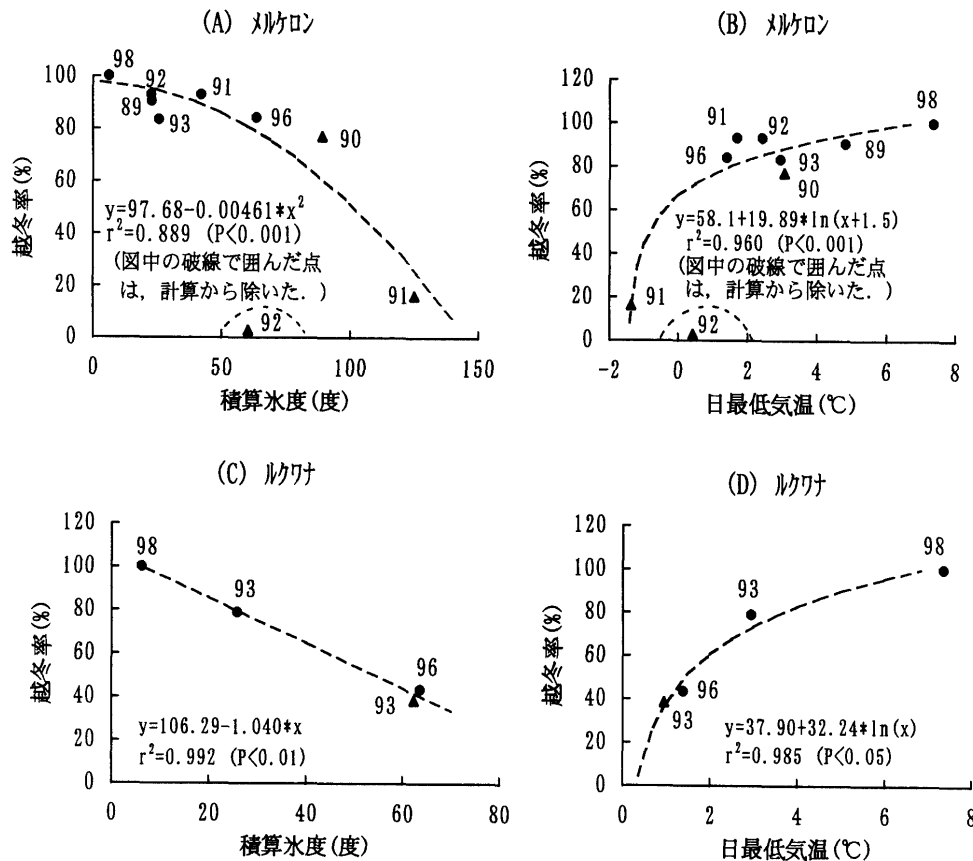 (A) メルケロン
越冬率(%)
100
80
60
40
20
0
98
92
91
89
93
96
90
y=97.68-0.00461*x²
r²=0.889 (P<0.001)
(図中の破線で囲んだ点
は, 計算から除いた.)
92
91
0 50 100 150
積算氷度(度)
(B) メルケロン
越冬率(%)
120
100
80
60
40
20
0
91
92
98
96
93
89
90
y=58.1+19.89*ln(x+1.5)
r²=0.960 (P<0.001)
(図中の破線で囲んだ点
は, 計算から除いた.)
91
92
-2 0 2 4 6 8
日最低気温(℃)
(C) ルクワナ
越冬率(%)
120
100
80
60
40
20
0
98
93
96
93
y=106.29-1.040*x
r²=0.992 (P<0.01)
0 20 40 60 80
積算氷度(度)
(D) ルクワナ
越冬率(%)
120
100
80
60
40
20
0
98
93
96
93
y=37.90+32.24*ln(x)
r²=0.985 (P<0.05)
0 2 4 6 8
日最低気温(℃)